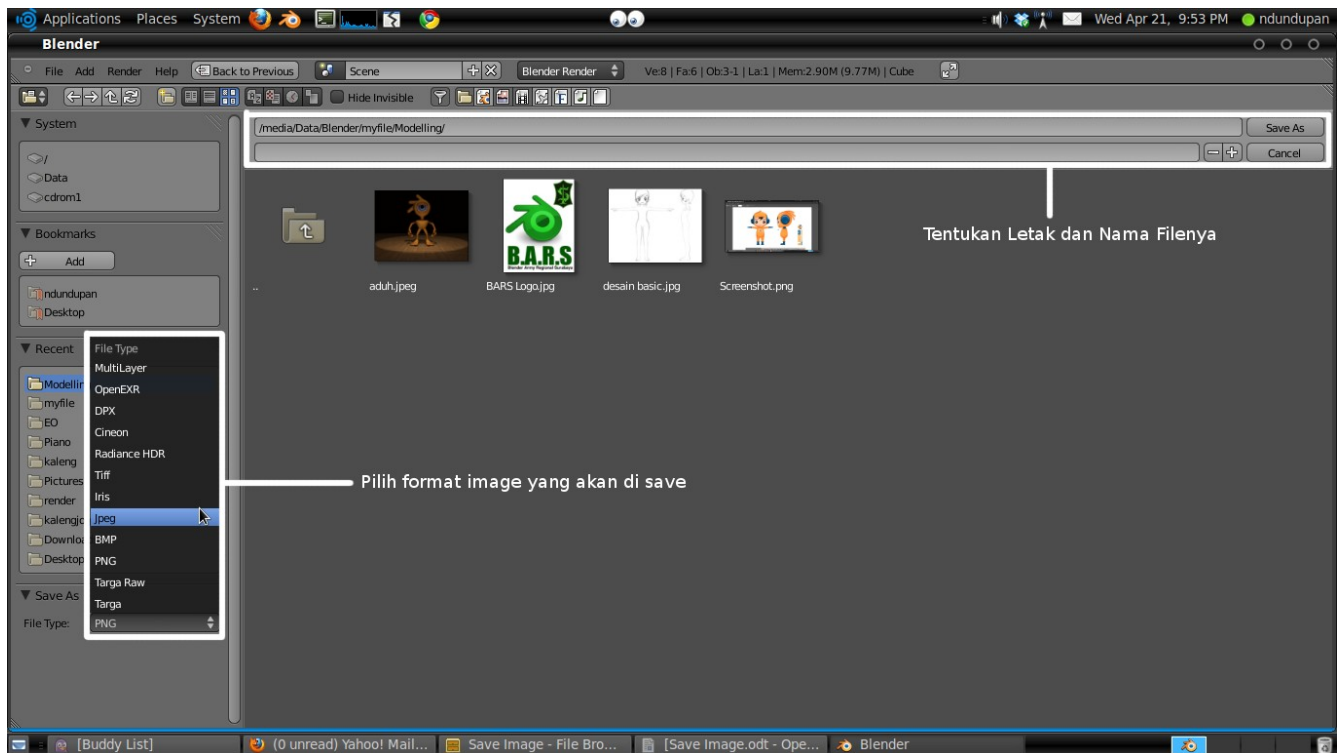 Applications Places System Wed Apr 21, 9:53 PM ndundupan
Blender
File Add Render Help Back to Previous Scene Blender Render Ve:8 | Fa:6 | Ob:3-1 | La:1 | Mem:2.90M (9.77M) | Cube
Hide Invisible
System
/
Data
cdrom1
Bookmarks
Add
ndundupan
Desktop
Recent
Modellin
myfile
EO
Piano
kaleng
Pictures
render
kalengjo
Downloa
Desktop
Save As
File Type: PNG
File Type
MultiLayer
OpenEXR
DPX
Cineon
Radiance HDR
Tiff
Iris
Jpeg
BMP
PNG
Targa Raw
Targa
/media/Data/Blender/myfile/Modelling/ Save As
Cancel
Tentukan Letak dan Nama Filenya
B.A.R.S
.. aduh.jpeg BARS Logo.jpg desain basic.jpg Screenshot.png
Pilih format image yang akan di save
[Buddy List] (0 unread) Yahoo! Mail... Save Image - File Bro... [Save Image.odt - Ope... Blender